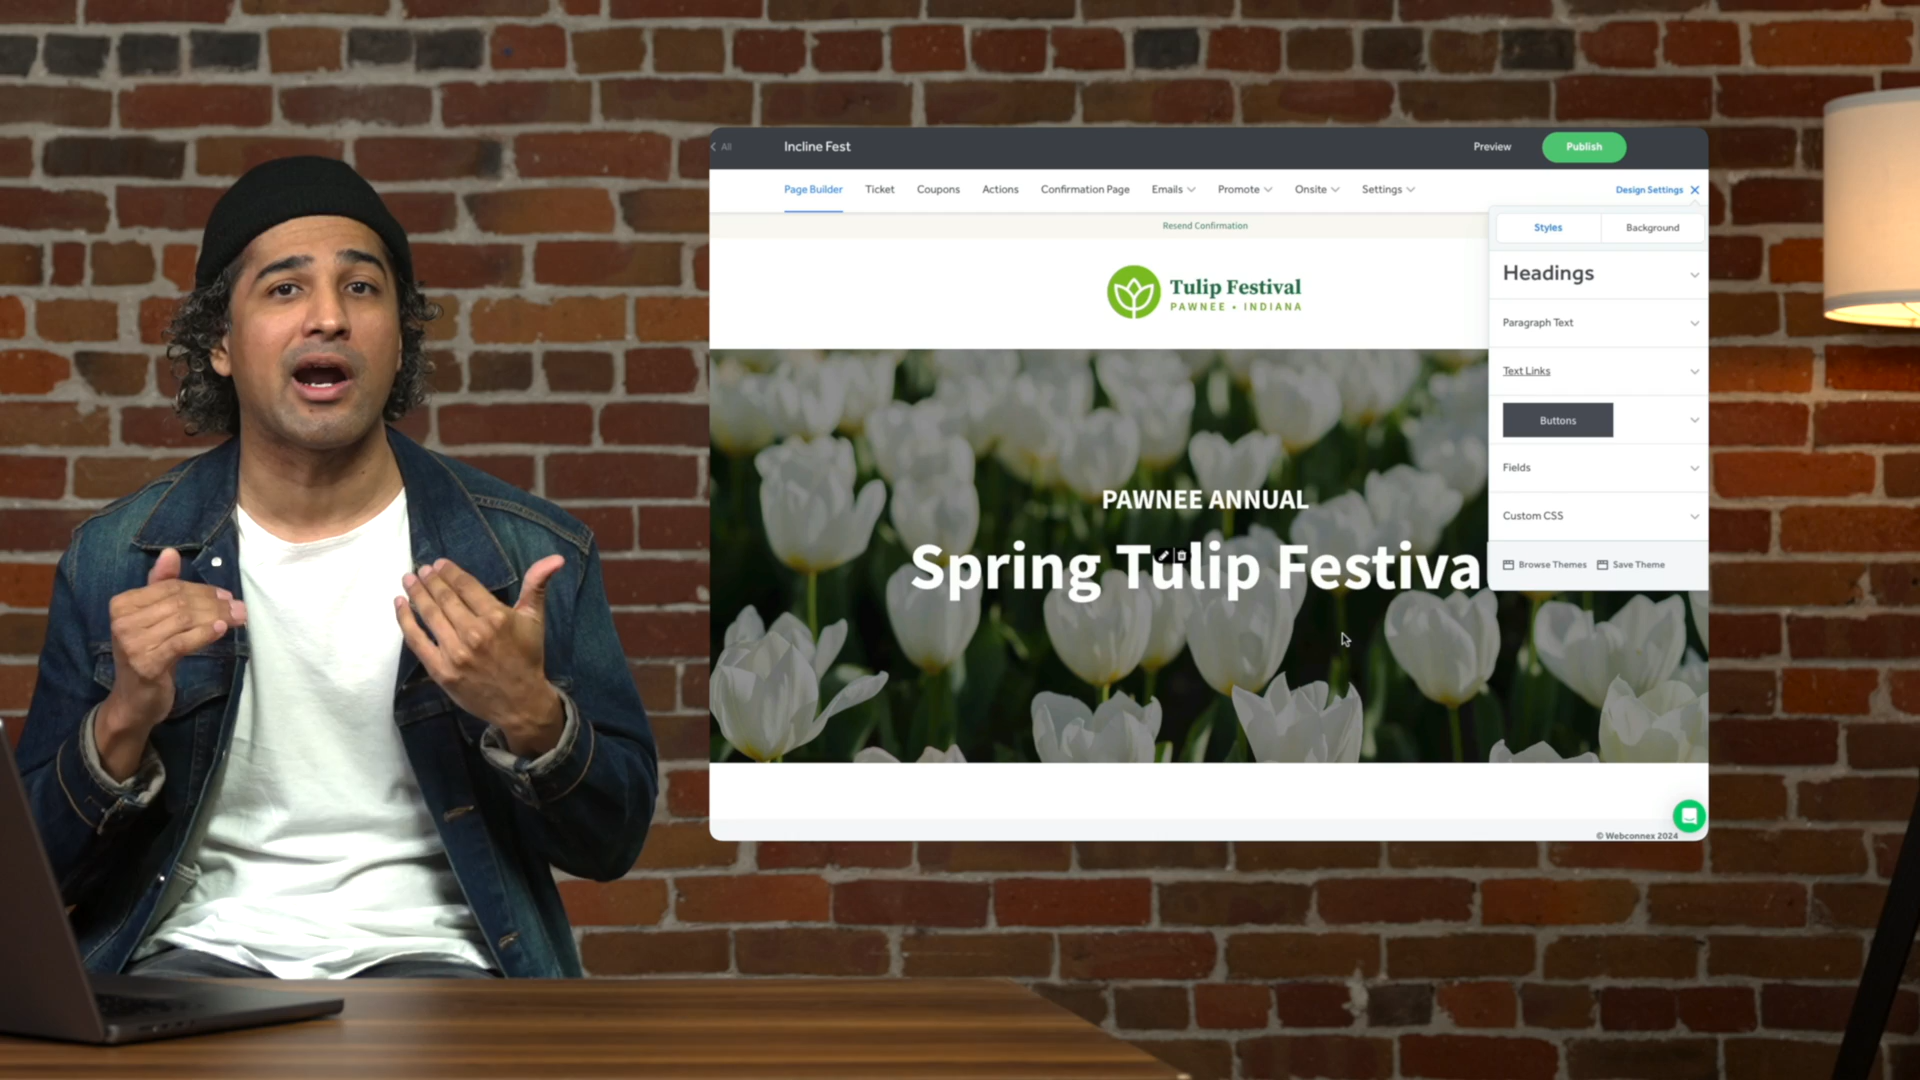 All
Incline Fest
Preview
Publish
Page Builder
Ticket
Coupons
Actions
Confirmation Page
Emails
Promote
Onsite
Settings
Design Settings
Resend Confirmation
Styles
Background
Tulip Festival
PAWNEE • INDIANA
Headings
Paragraph Text
Text Links
Buttons
Fields
Custom CSS
Browse Themes
Save Theme
PAWNEE ANNUAL
Spring Tulip Festiva
© Webconnex 2024